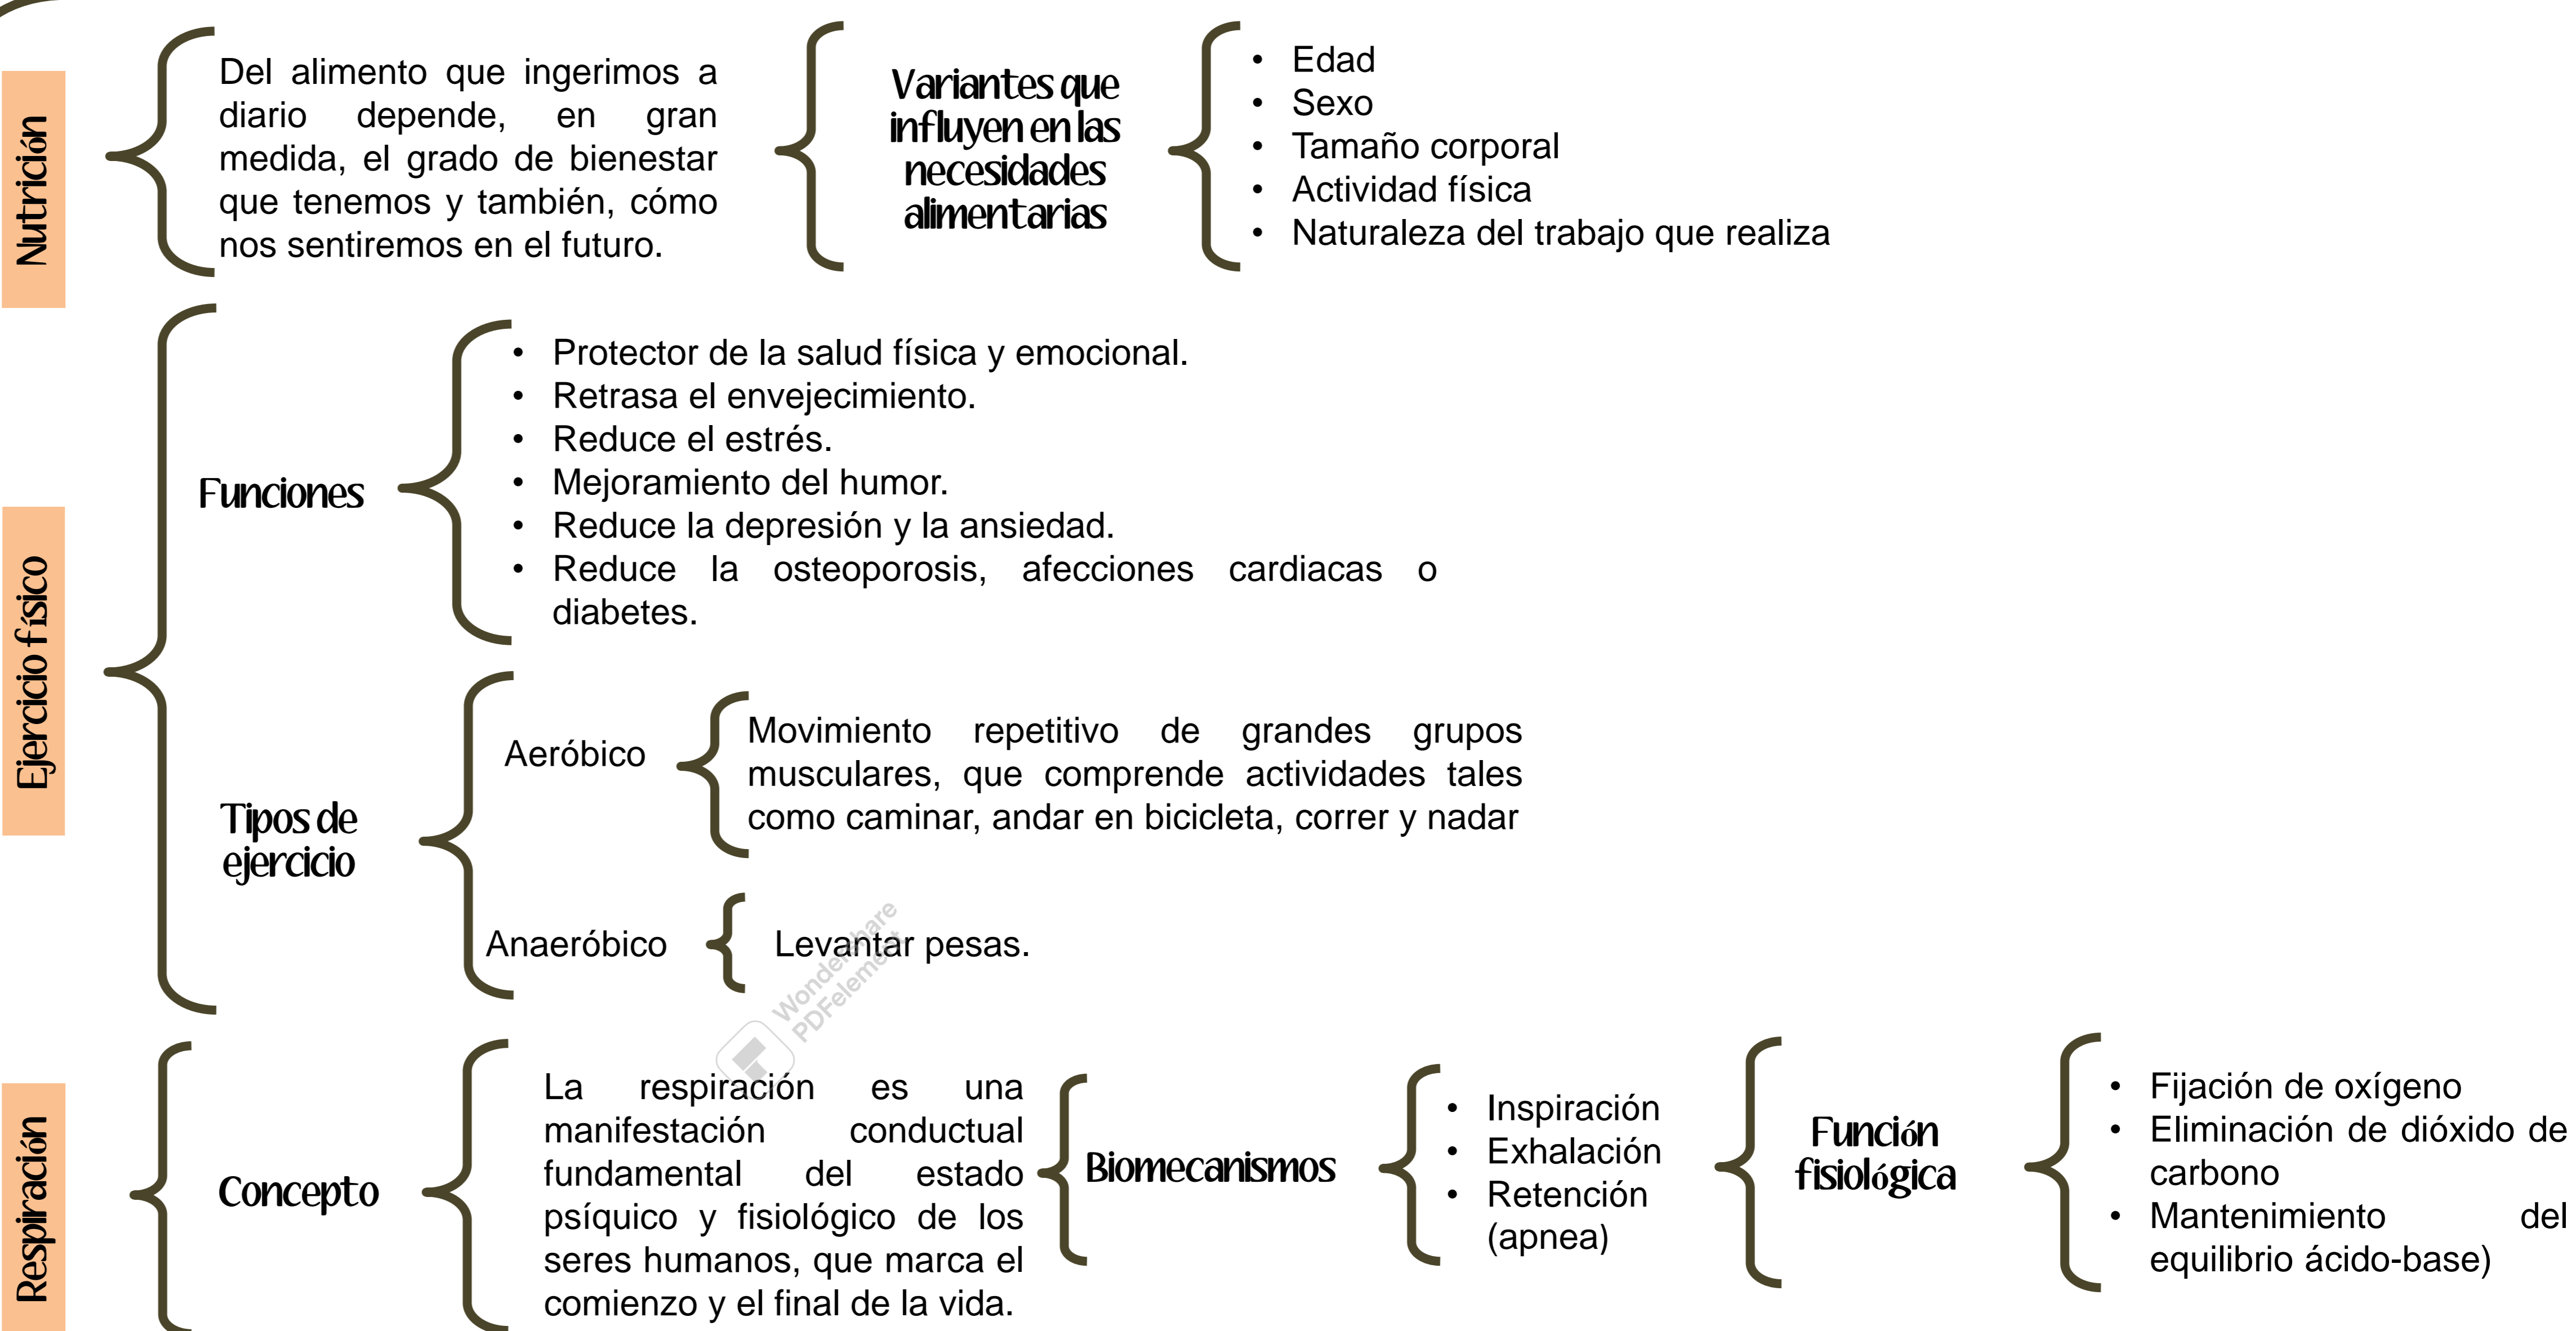 Nutrición
Del alimento que ingerimos a
diario depende, en gran
medida, el grado de bienestar
que tenemos y también, cómo
nos sentiremos en el futuro.
Variantes que
influyen en las
necesidades
alimentarias
• Edad
• Sexo
• Tamaño corporal
• Actividad física
• Naturaleza del trabajo que realiza
Ejercicio físico
Funciones
• Protector de la salud física y emocional.
• Retrasa el envejecimiento.
• Reduce el estrés.
• Mejoramiento del humor.
• Reduce la depresión y la ansiedad.
• Reduce la osteoporosis, afecciones cardiacas o
diabetes.
Tipos de
ejercicio
Aeróbico
Movimiento repetitivo de grandes grupos
musculares, que comprende actividades tales
como caminar, andar en bicicleta, correr y nadar
Anaeróbico
Levantar pesas.
Wondershare
PDFelement
Respiración
Concepto
La respiración es una
manifestación conductual
fundamental del estado
psíquico y fisiológico de los
seres humanos, que marca el
comienzo y el final de la vida.
Biomecanismos
• Inspiración
• Exhalación
• Retención
(apnea)
Función
fisiológica
• Fijación de oxígeno
• Eliminación de dióxido de
carbono
• Mantenimiento del
equilibrio ácido-base)